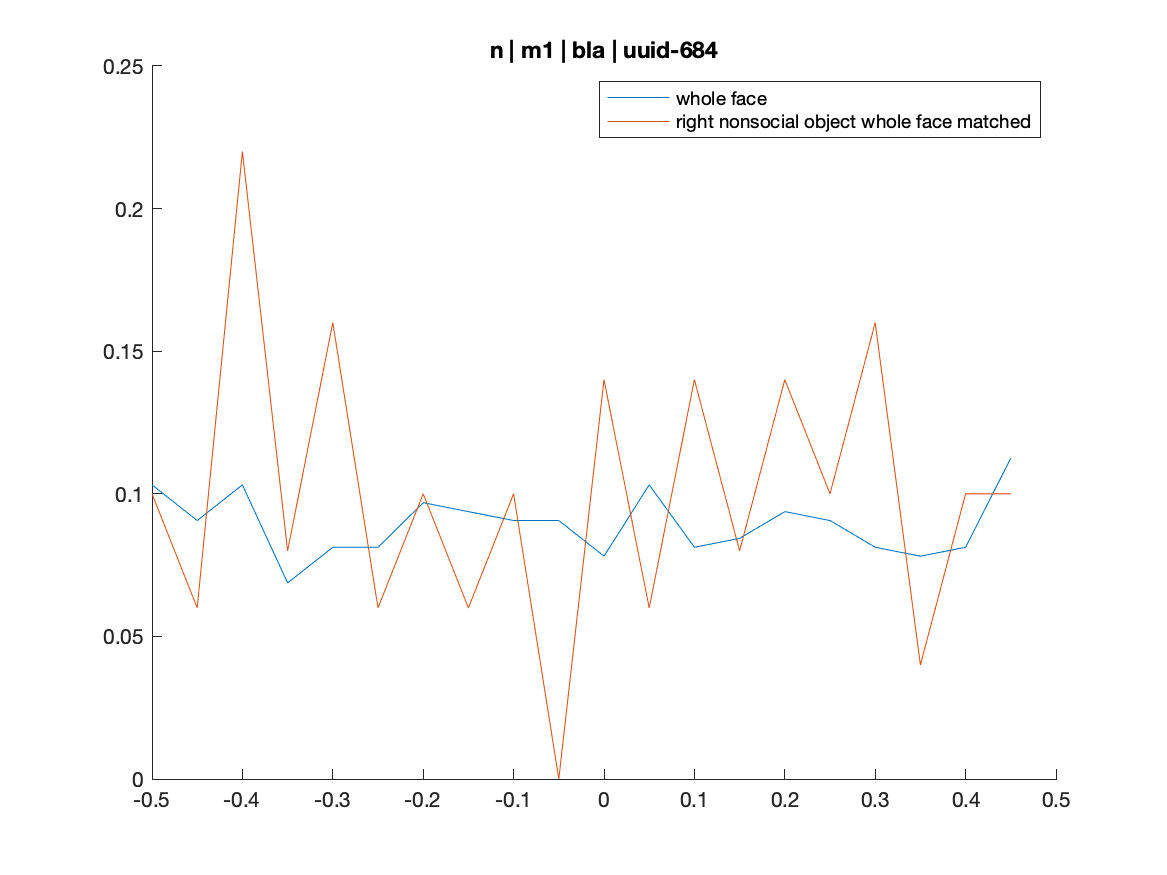 n | m1 | bla | uuid-684
0.25
whole face
right nonsocial object whole face matched
0.2
0.15
0.1
0.05
0
-0.5 -0.4 -0.3 -0.2 -0.1 0 0.1 0.2 0.3 0.4 0.5